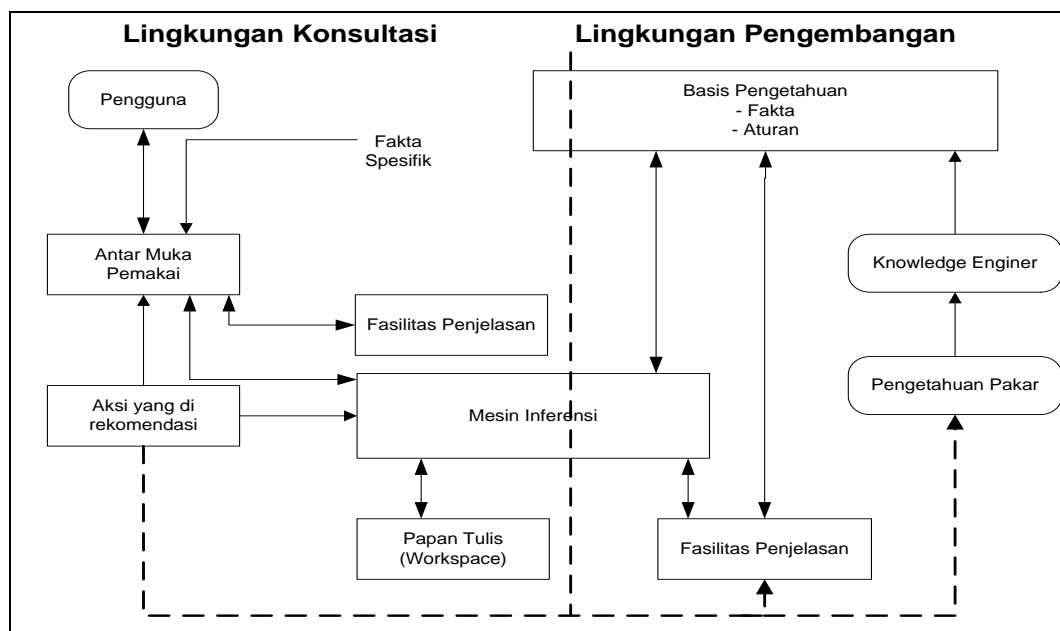 Lingkungan Konsultasi
Lingkungan Pengembangan
Pengguna
Fakta
Spesifik
Basis Pengetahuan
- Fakta
- Aturan
Antar Muka
Pemakai
Knowledge Enginer
Fasilitas Penjelasan
Aksi yang di
rekomendasi
Mesin Inferensi
Pengetahuan Pakar
Papan Tulis
(Workspace)
Fasilitas Penjelasan